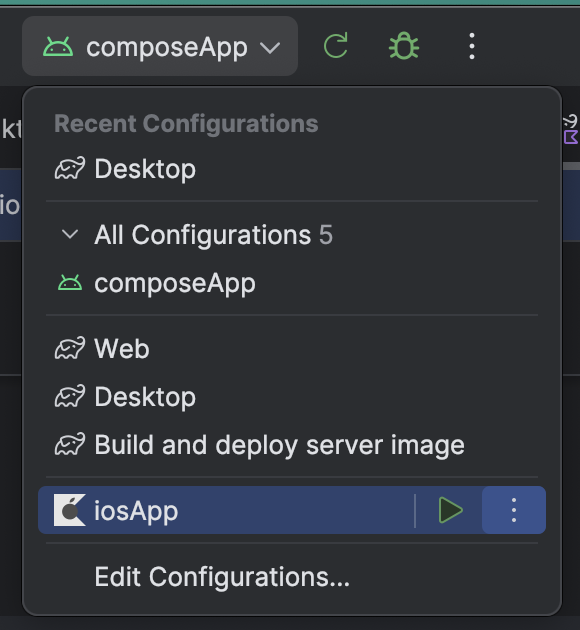 composeApp
Recent Configurations
kt
Desktop
io
All Configurations 5
composeApp
Web
Desktop
Build and deploy server image
iosApp
Edit Configurations...